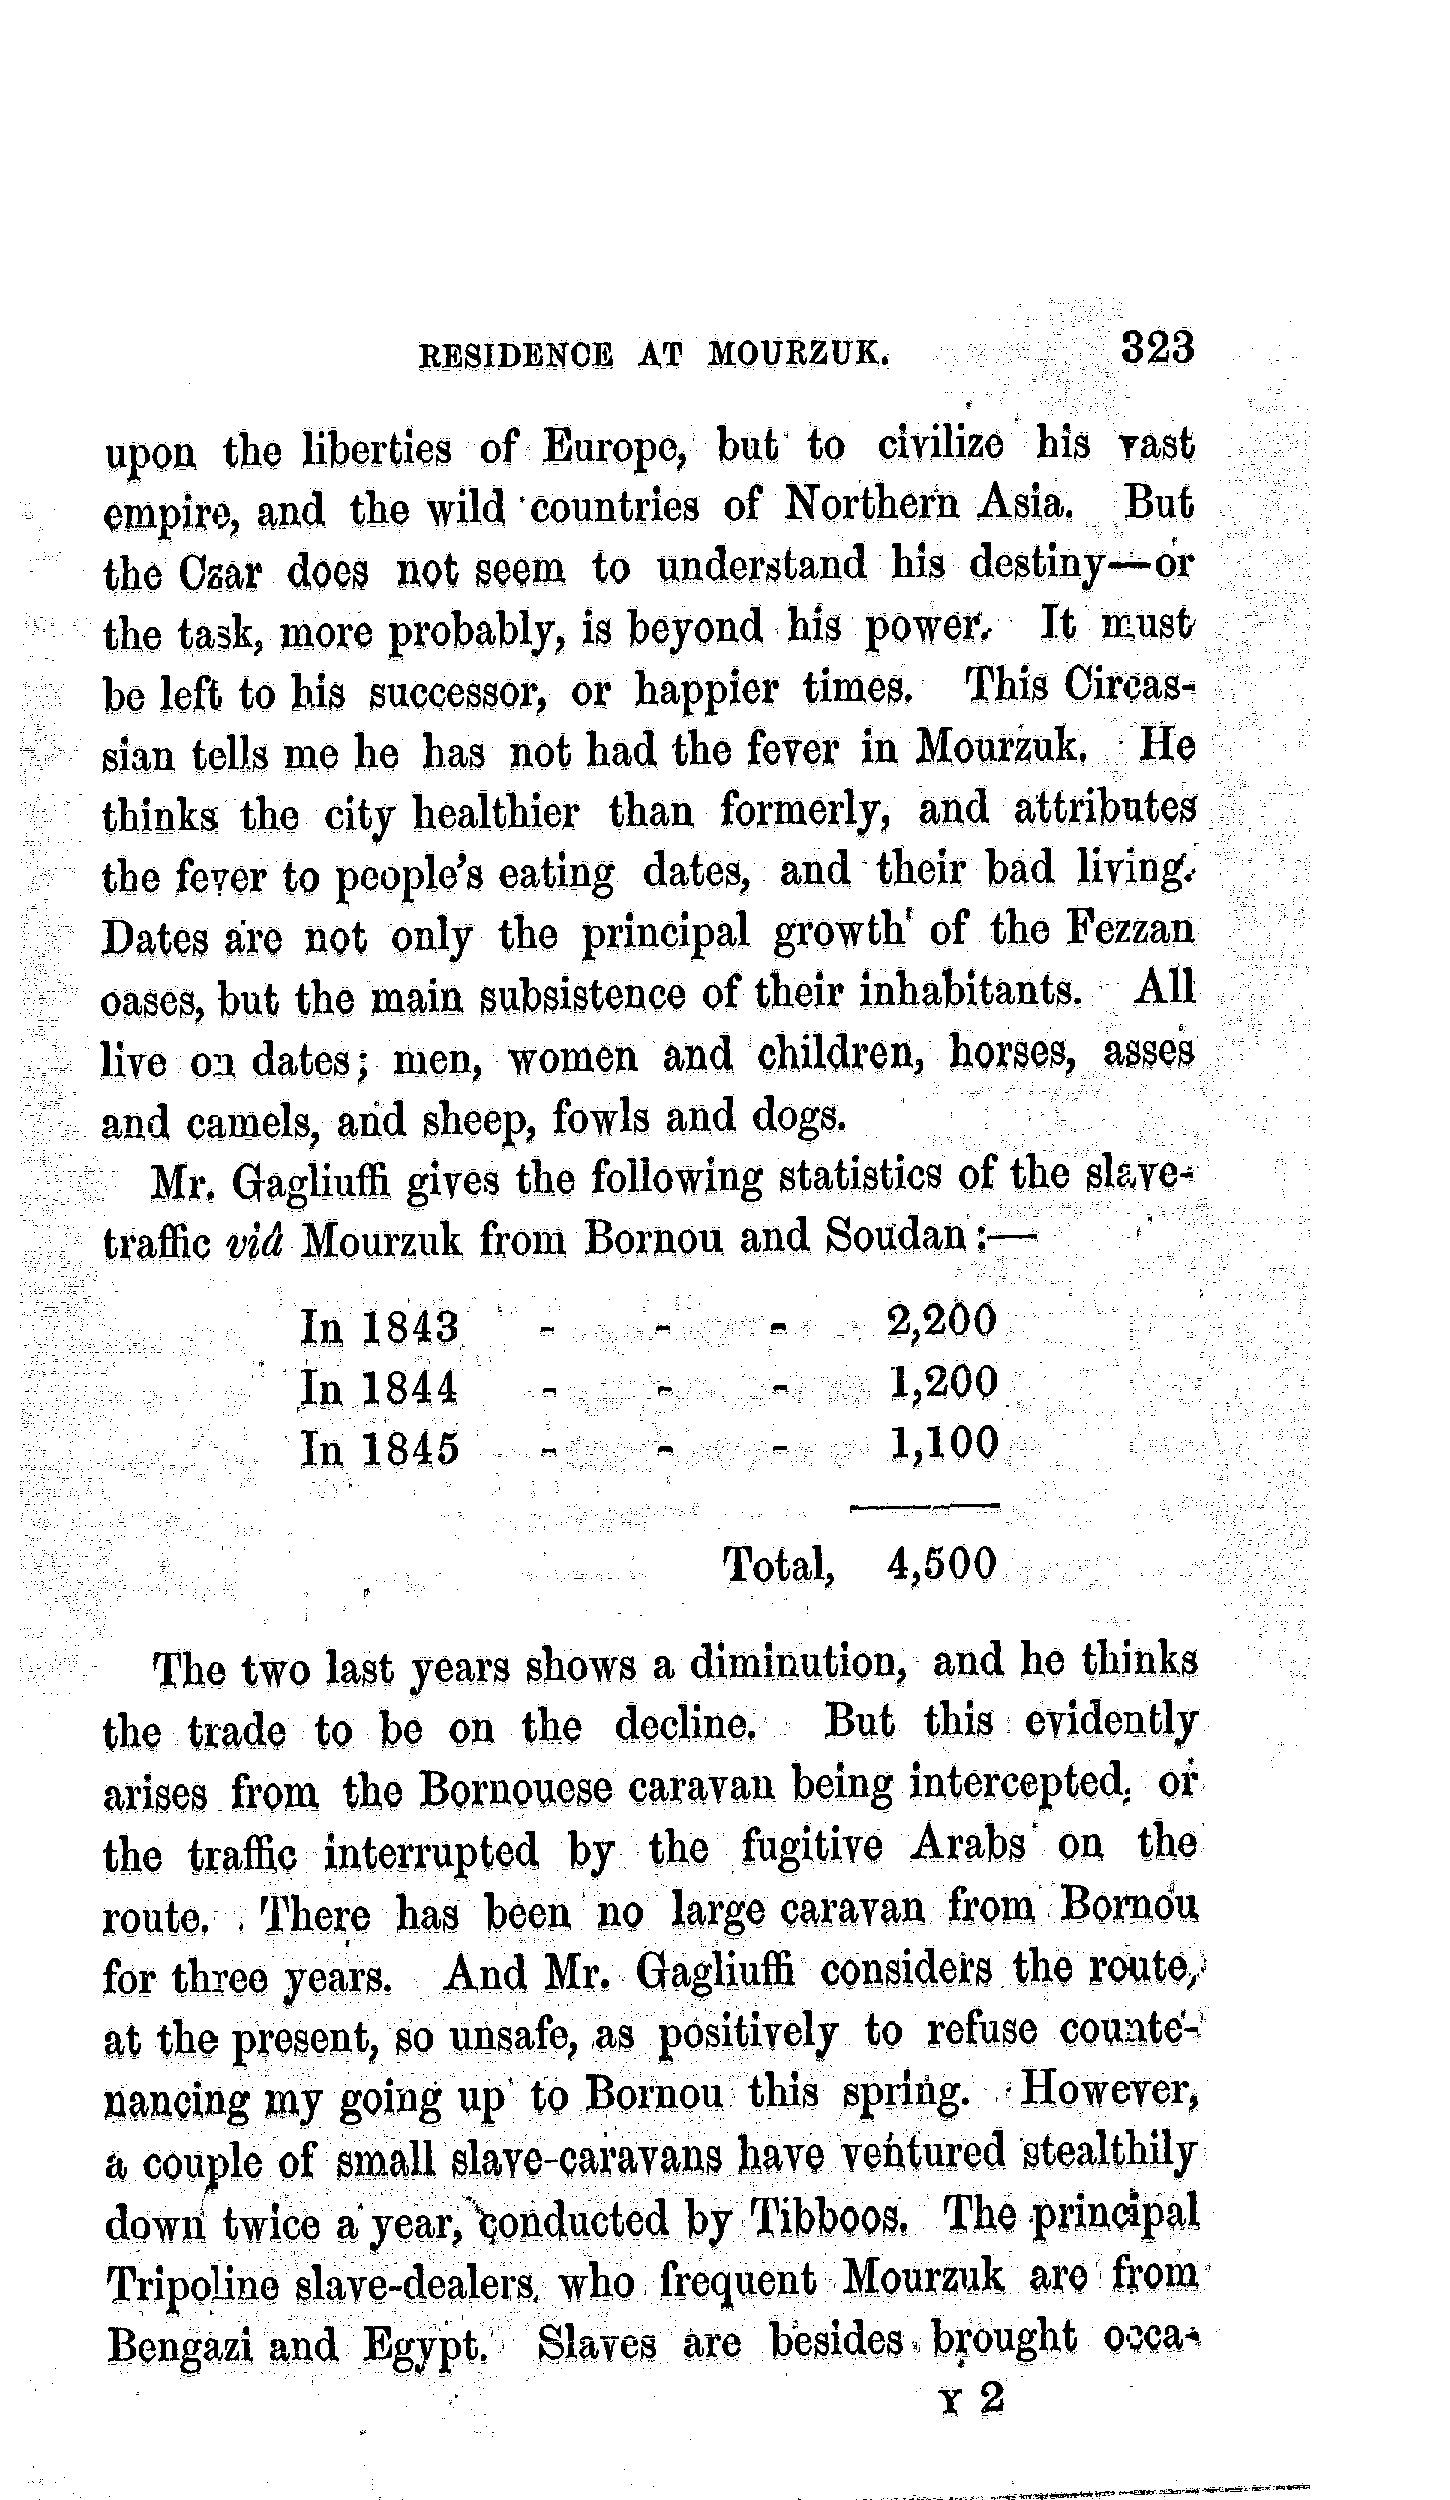 RESIDENCE AT MOURZUK. 323
upon the liberties of Europe, but to civilize his vast
empire, and the wild countries of Northern Asia. But
the Czar does not seem to understand his destiny—or
the task, more probably, is beyond his power. It must
be left to his successor, or happier times. This Circas-
sian tells me he has not had the fever in Mourzuk. He
thinks the city healthier than formerly, and attributes
the fever to people's eating dates, and their bad living.
Dates are not only the principal growth of the Fezzan
oases, but the main subsistence of their inhabitants. All
live on dates; men, women and children, horses, asses
and camels, and sheep, fowls and dogs.
Mr. Gagliuffi gives the following statistics of the slave-
traffic viâ Mourzuk from Bornou and Soudan:—
In 1843 - - - 2,200
In 1844 - - - 1,200
In 1845 - - - 1,100
Total, 4,500
The two last years shows a diminution, and he thinks
the trade to be on the decline. But this evidently
arises from the Bornouese caravan being intercepted, or
the traffic interrupted by the fugitive Arabs on the
route. There has been no large caravan from Bornou
for three years. And Mr. Gagliuffi considers the route,
at the present, so unsafe, as positively to refuse counte-
nancing my going up to Bornou this spring. However,
a couple of small slave-caravans have ventured stealthily
down twice a year, conducted by Tibboos. The principal
Tripoline slave-dealers who frequent Mourzuk are from
Bengazi and Egypt. Slaves are besides brought occa-
Y 2